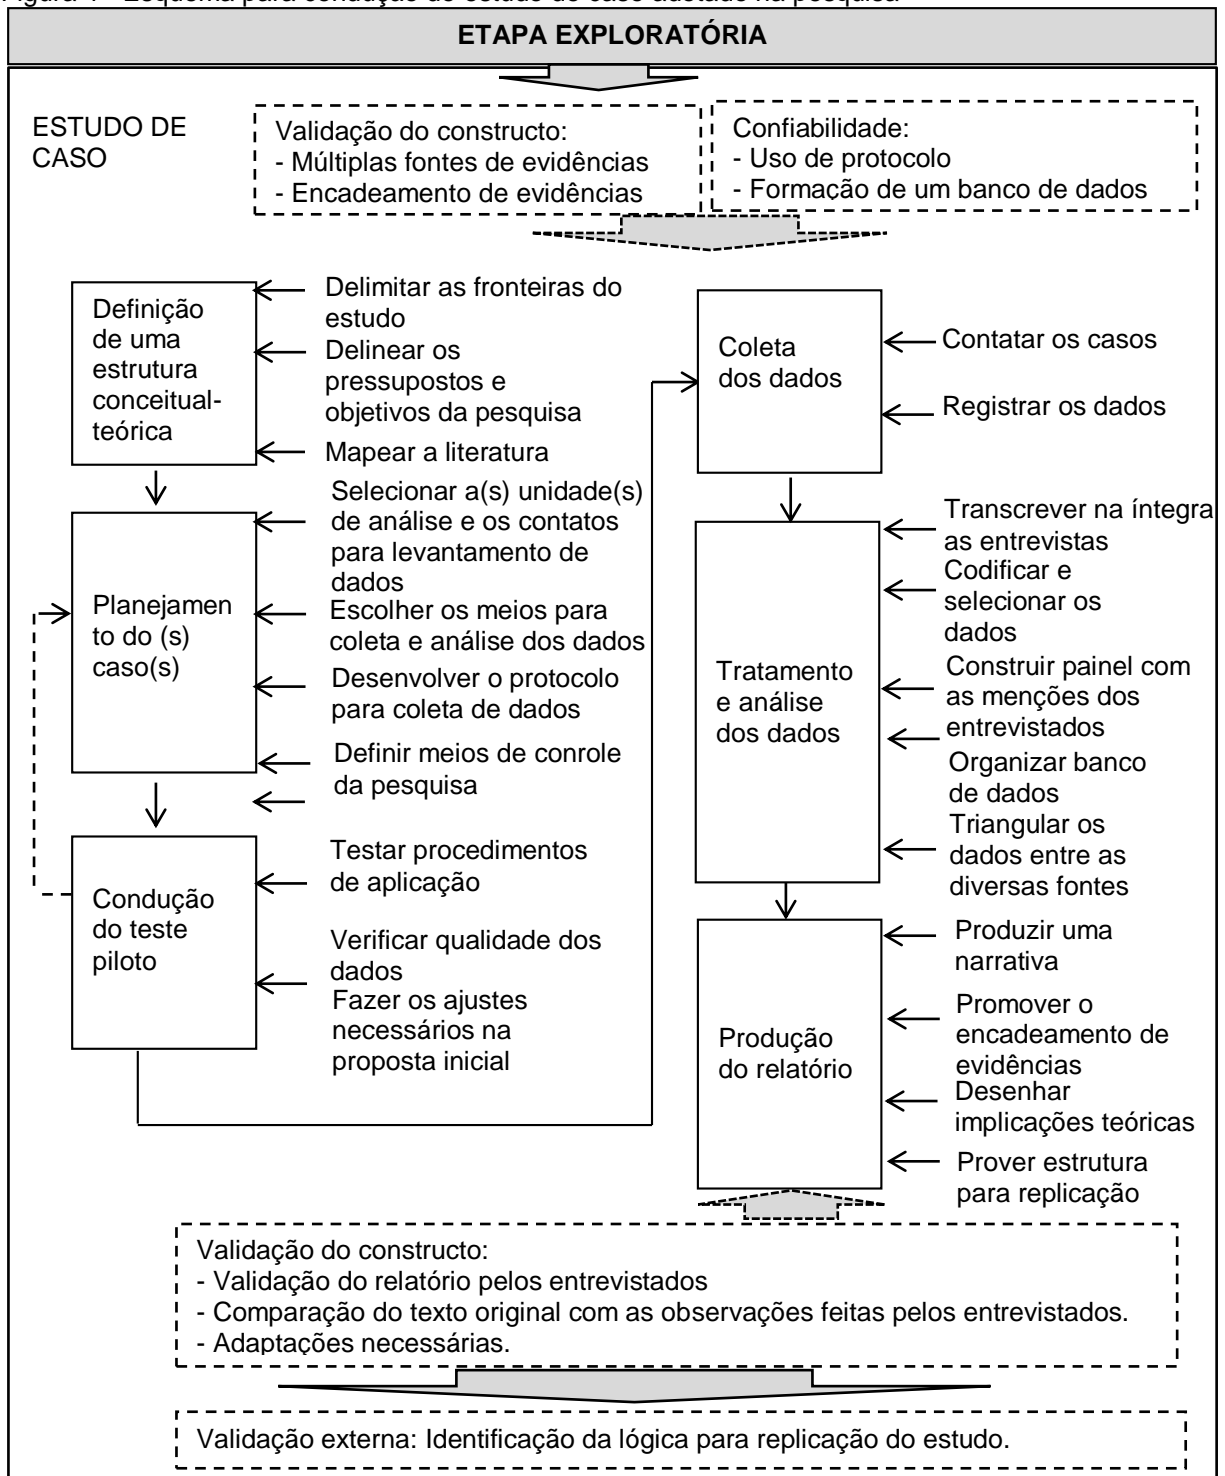 ETAPA EXPLORATÓRIA
ESTUDO DE
CASO
Validação do constructo:
- Múltiplas fontes de evidências
- Encadeamento de evidências
Confiabilidade:
- Uso de protocolo
- Formação de um banco de dados
Definição
de uma
estrutura
conceitual-
teórica
Delimitar as fronteiras do
estudo
Delinear os
pressupostos e
objetivos da pesquisa
Mapear a literatura
Planejamen
to do (s)
caso(s)
Selecionar a(s) unidade(s)
de análise e os contatos
para levantamento de
dados
Escolher os meios para
coleta e análise dos dados
Desenvolver o protocolo
para coleta de dados
Definir meios de conrole
da pesquisa
Condução
do teste
piloto
Testar procedimentos
de aplicação
Verificar qualidade dos
dados
Fazer os ajustes
necessários na
proposta inicial
Coleta
dos dados
Contatar os casos
Registrar os dados
Tratamento
e análise
dos dados
Transcrever na íntegra
as entrevistas
Codificar e
selecionar os
dados
Construir painel com
as menções dos
entrevistados
Organizar banco
de dados
Triangular os
dados entre as
diversas fontes
Produção
do relatório
Produzir uma
narrativa
Promover o
encadeamento de
evidências
Desenhar
implicações teóricas
Prover estrutura
para replicação
Validação do constructo:
- Validação do relatório pelos entrevistados
- Comparação do texto original com as observações feitas pelos entrevistados.
- Adaptações necessárias.
Validação externa: Identificação da lógica para replicação do estudo.